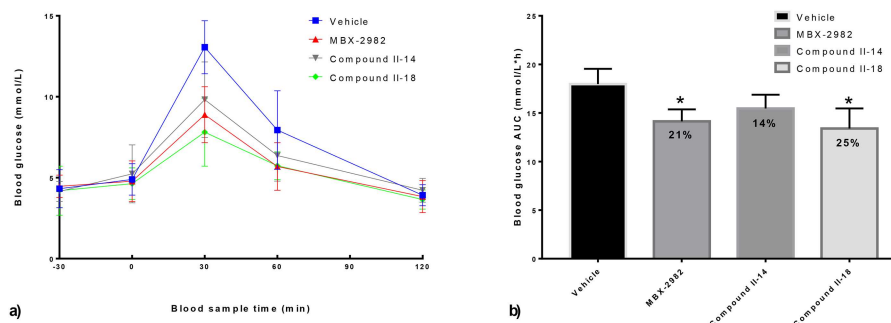 15
10
5
0
-30
0
30
60
90
120
Blood glucose (mmol/L)
Blood sample time (min)
Vehicle
MBX-2982
Compound II-14
Compound II-18
a)
25
20
15
10
5
0
Blood glucose AUC (mmol/L*h)
Vehicle
MBX-2982
Compound II-14
Compound II-18
*
21%
14%
*
25%
Vehicle
MBX-2982
Compound II-14
Compound II-18
b)